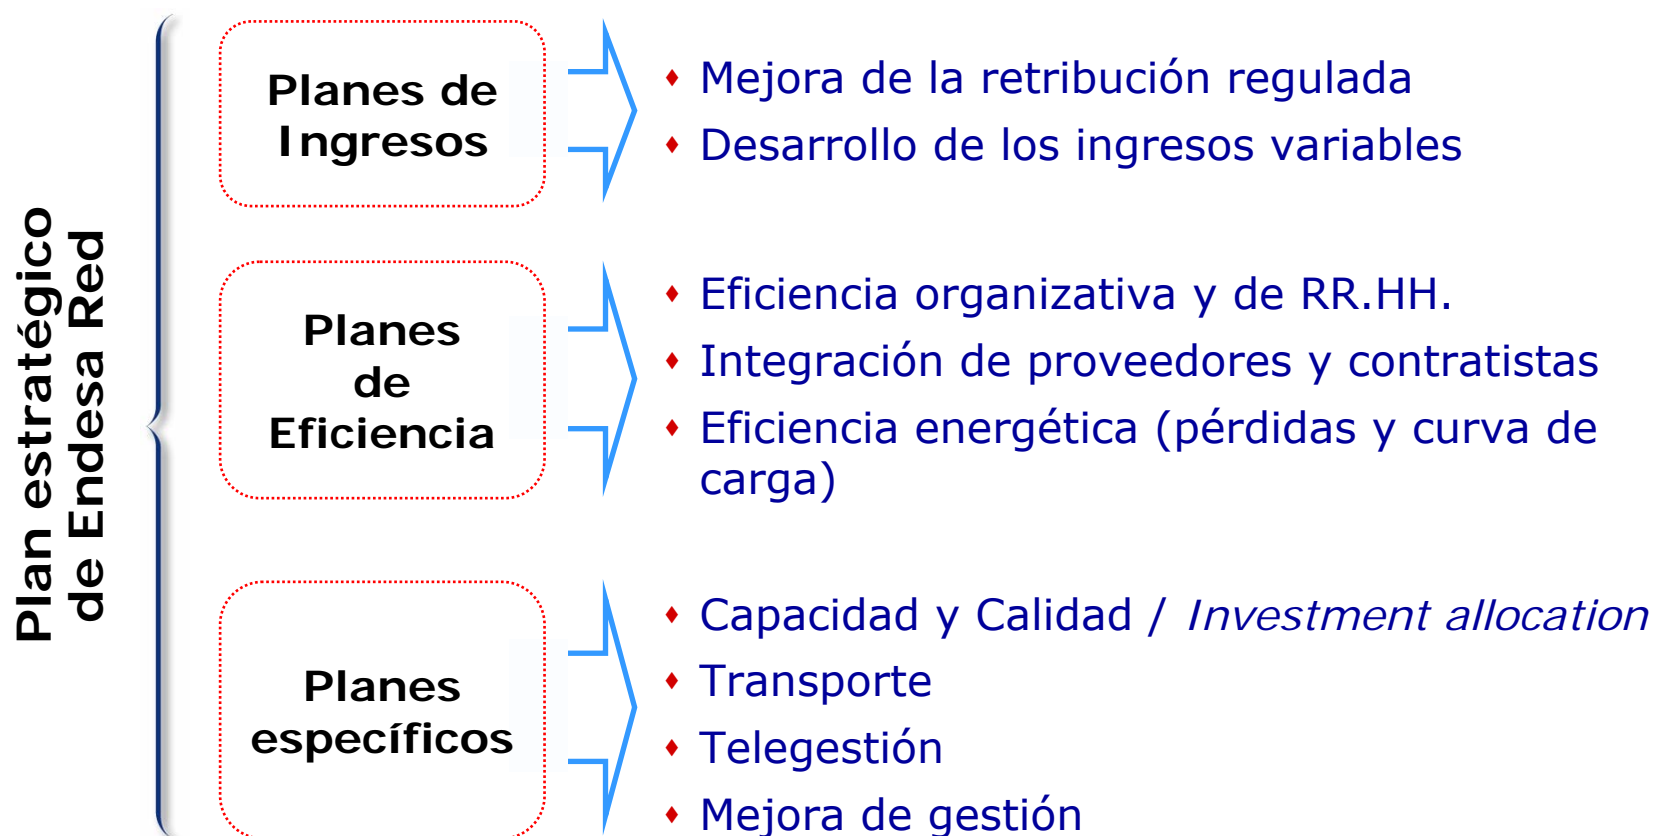 Plan estratégico
de Endesa Red
Planes de
Ingresos
Mejora de la retribución regulada
Desarrollo de los ingresos variables
Planes
de
Eficiencia
Eficiencia organizativa y de RR.HH.
Integración de proveedores y contratistas
Eficiencia energética (pérdidas y curva de
carga)
Planes
específicos
Capacidad y Calidad / Investment allocation
Transporte
Telegestión
Mejora de gestión